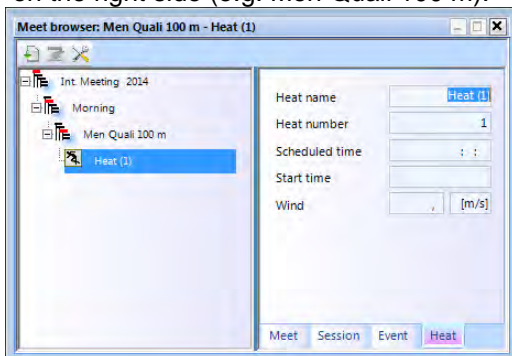 on the right side (e.g. Men Quali 100 m).
Meet browser: Men Quali 100 m - Heat (1)
Int. Meeting 2014
Morning
Men Quali 100 m
Heat (1)
Heat name Heat (1)
Heat number 1
Scheduled time : :
Start time
Wind , [m/s]
Meet Session Event Heat